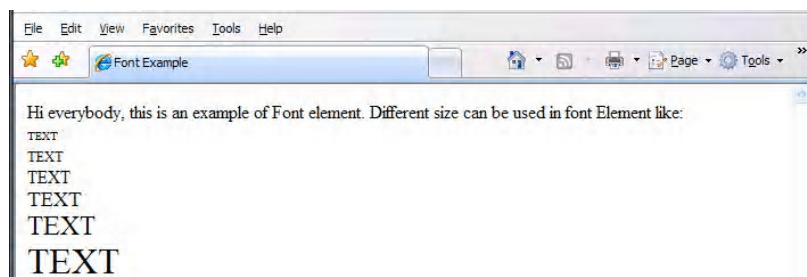 File Edit View Favorites Tools Help
Font Example Page Tools »
Hi everybody, this is an example of Font element. Different size can be used in font Element like:
TEXT
TEXT
TEXT
TEXT
TEXT
TEXT